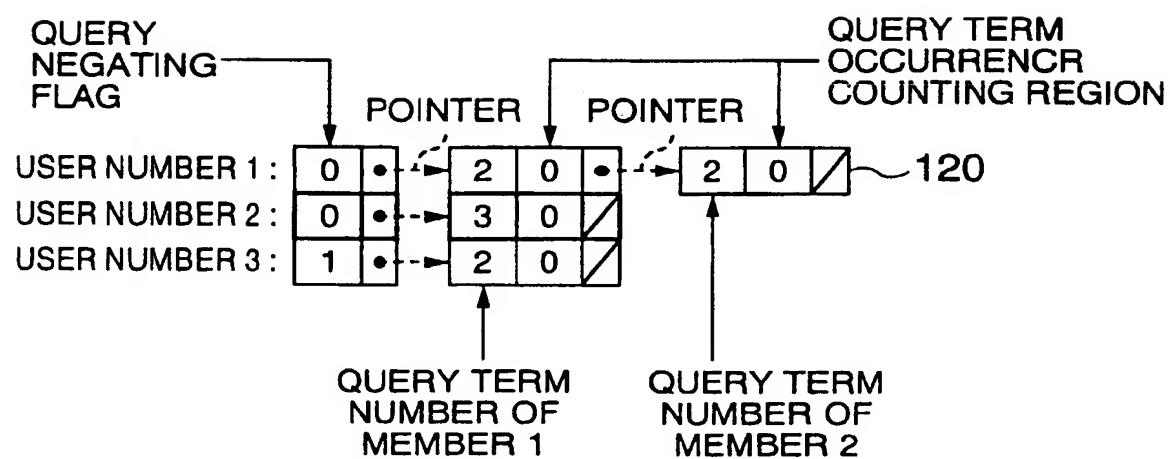 QUERY
NEGATING
FLAG
QUERY TERM
OCCURRENCR
COUNTING REGION
POINTER
POINTER
USER NUMBER 1 : 0 2 0 2 0 120
USER NUMBER 2 : 0 3 0
USER NUMBER 3 : 1 2 0
QUERY TERM
NUMBER OF
MEMBER 1
QUERY TERM
NUMBER OF
MEMBER 2